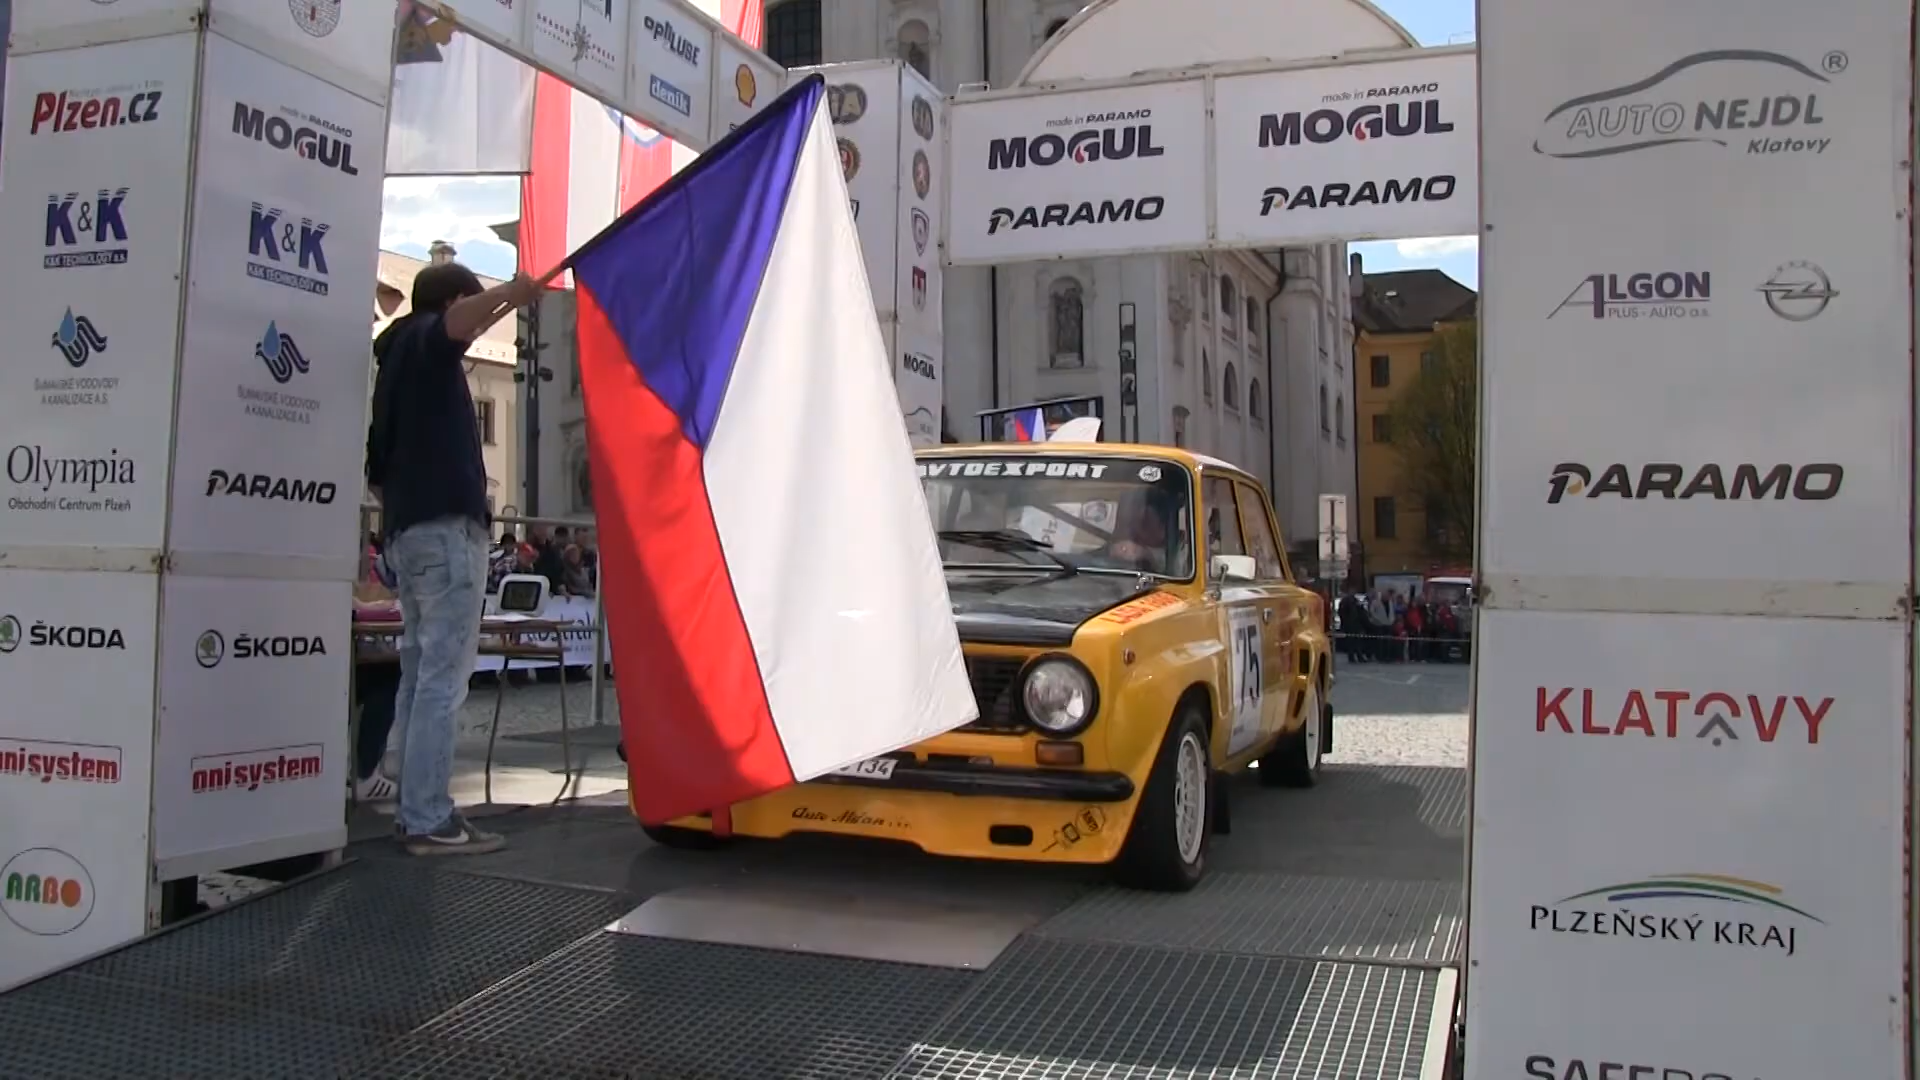 Plzen.cz
K&K
K&K TECHNOLOGY a.s.
ŠUMAVSKÉ VODOVODY
A KANALIZACE A.S.
Olympia
Obchodní Centrum Plzeň
ŠKODA
system
ARBO
made in PARAMO
MOGUL
K&K
K&K TECHNOLOGY a.s.
ŠUMAVSKÉ VODOVODY
A KANALIZACE A.S.
PARAMO
ŠKODA
onisystem
deník
MOGUL
made in PARAMO
MOGUL
PARAMO
made in PARAMO
MOGUL
PARAMO
AVTOEXPORT
75
134
AUTO NEJDL
Klatovy
®
ALGON
PLUS - AUTO a.s.
PARAMO
KLATOVY
PLZEŇSKÝ KRAJ